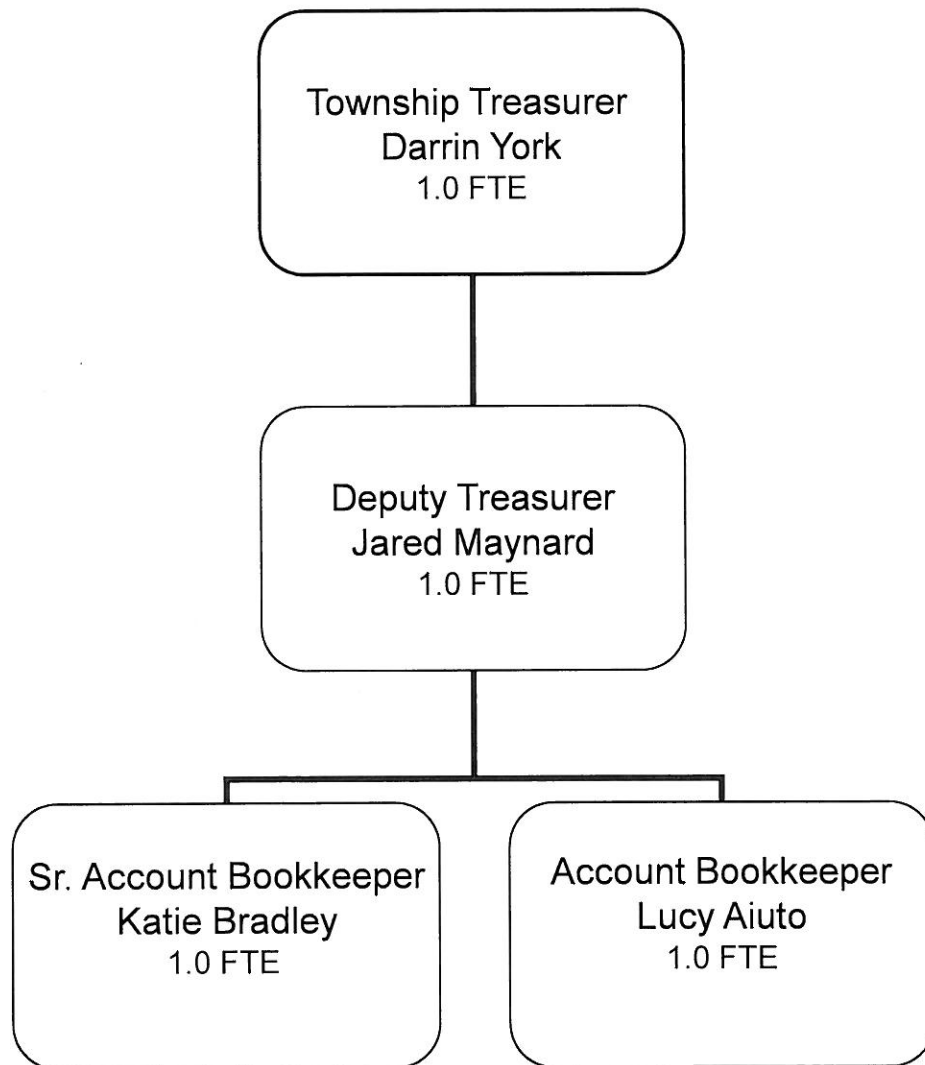 Township Treasurer
Darrin York
1.0 FTE
Deputy Treasurer
Jared Maynard
1.0 FTE
Sr. Account Bookkeeper
Katie Bradley
1.0 FTE
Account Bookkeeper
Lucy Aiuto
1.0 FTE